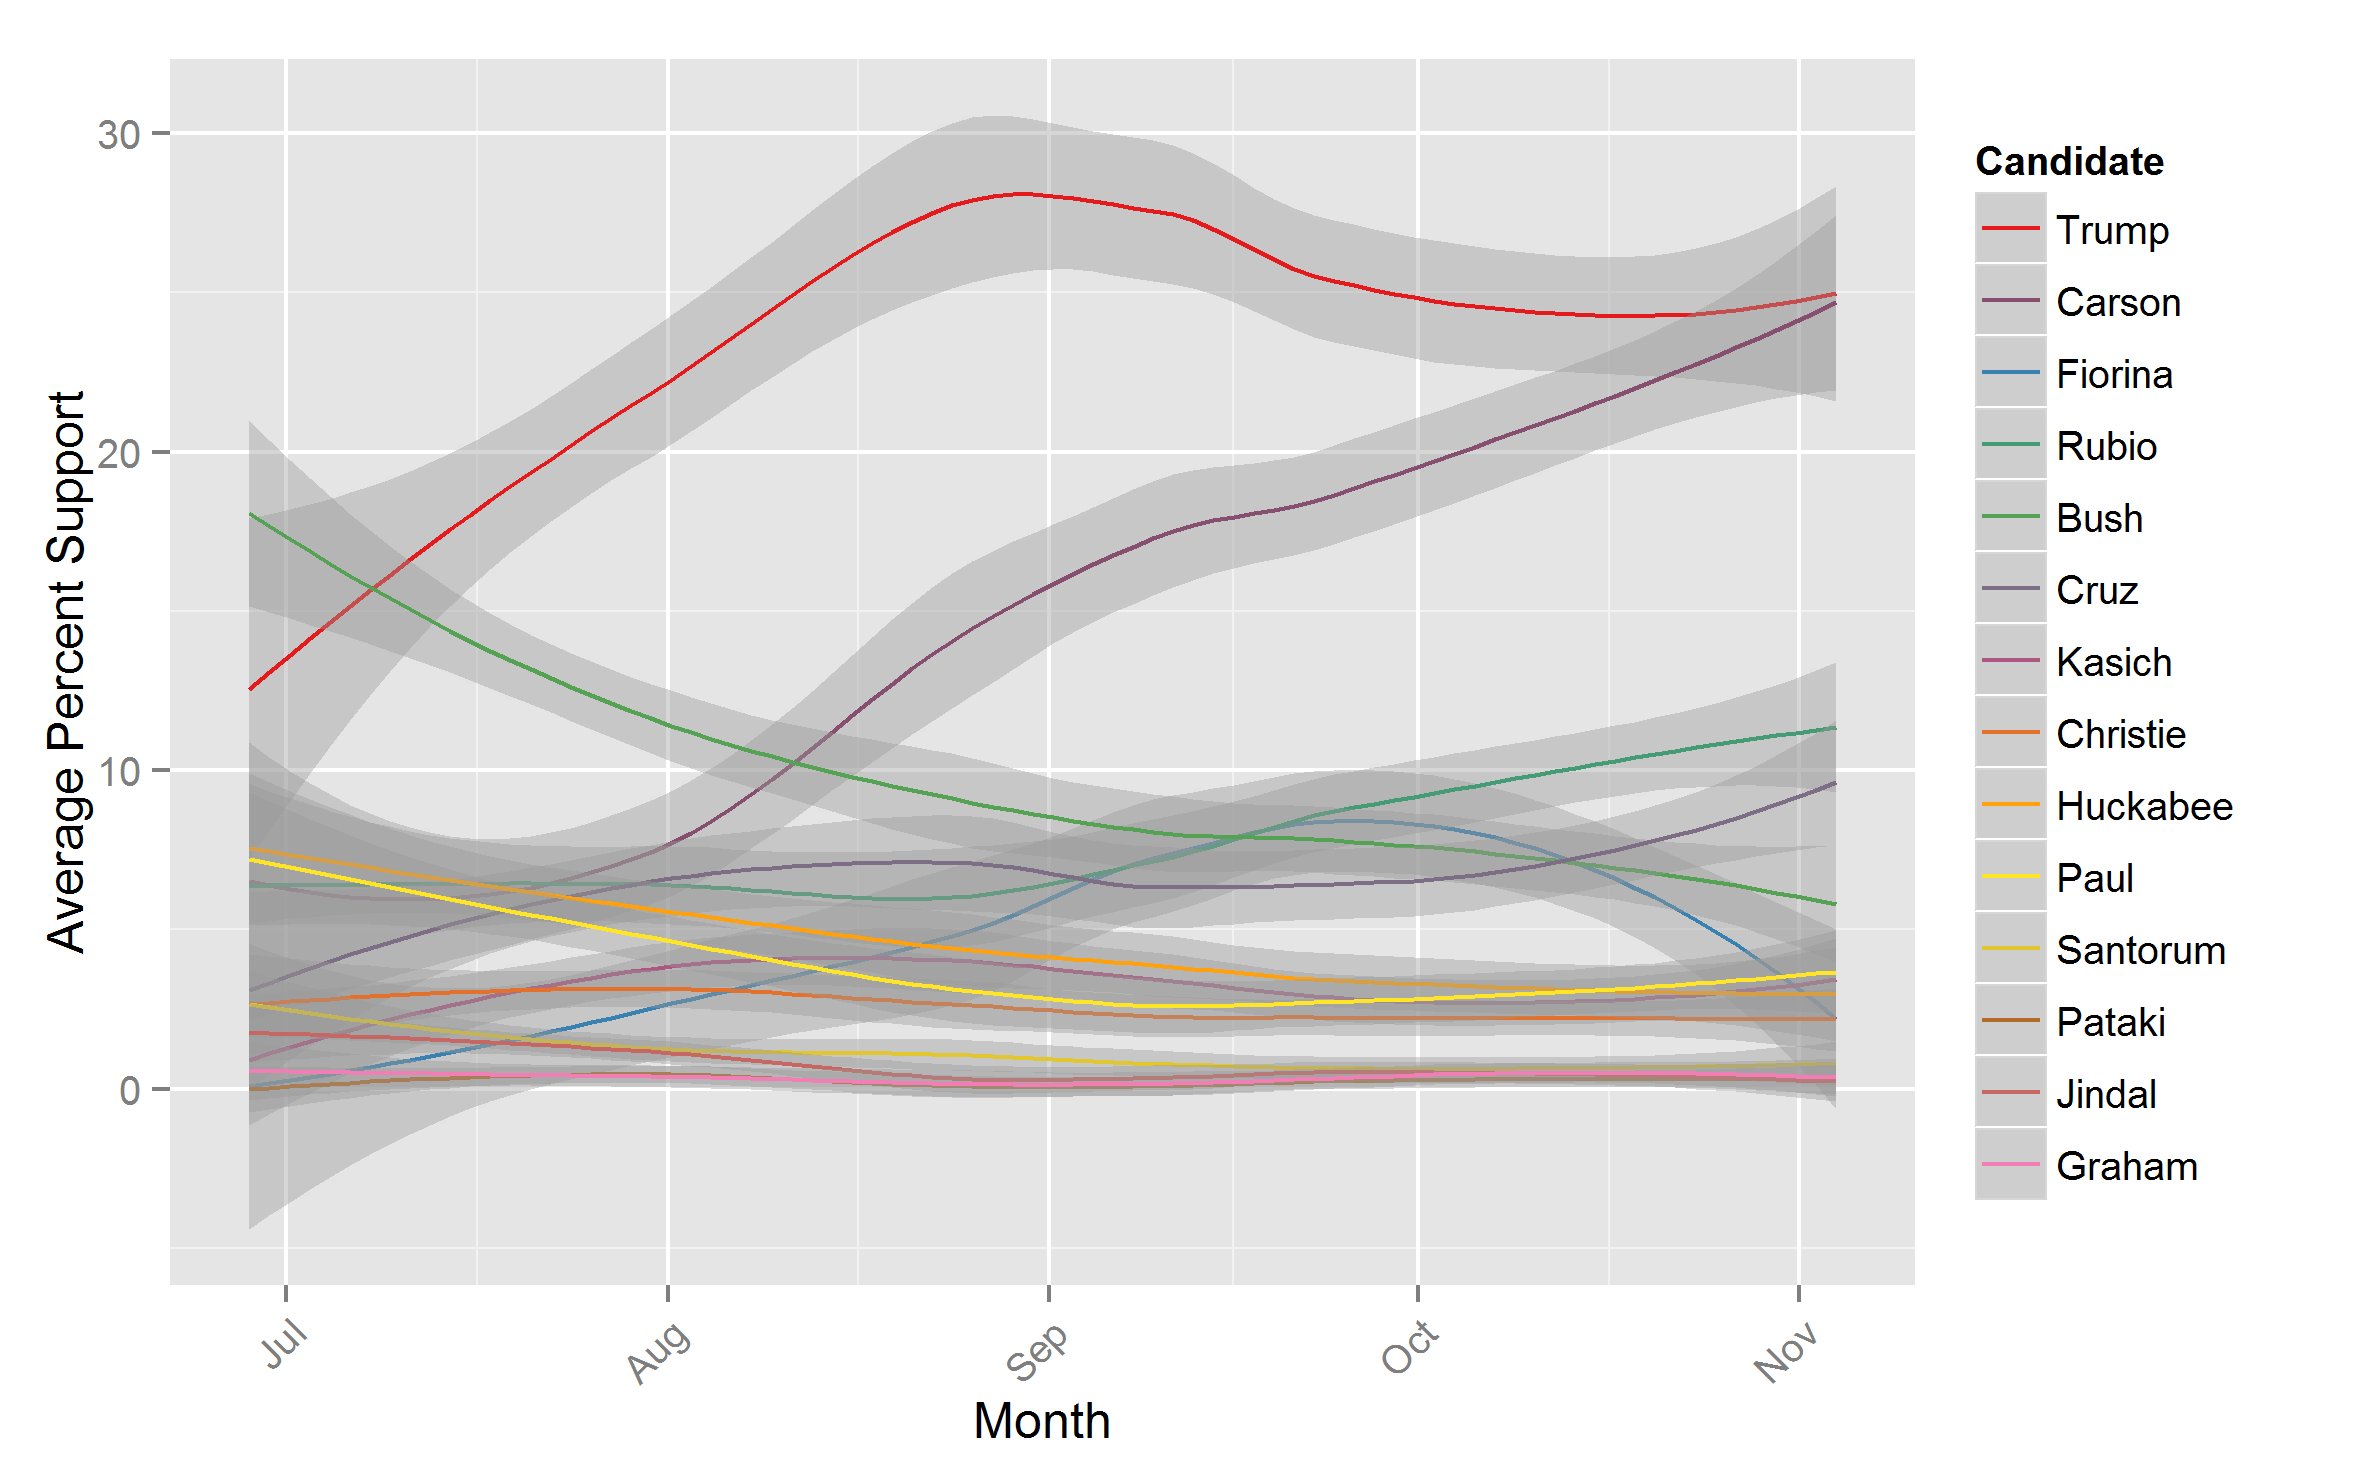 Average Percent Support
30
20
10
0
Jul
Aug
Sep
Oct
Nov
Month
Candidate
Trump
Carson
Fiorina
Rubio
Bush
Cruz
Kasich
Christie
Huckabee
Paul
Santorum
Pataki
Jindal
Graham